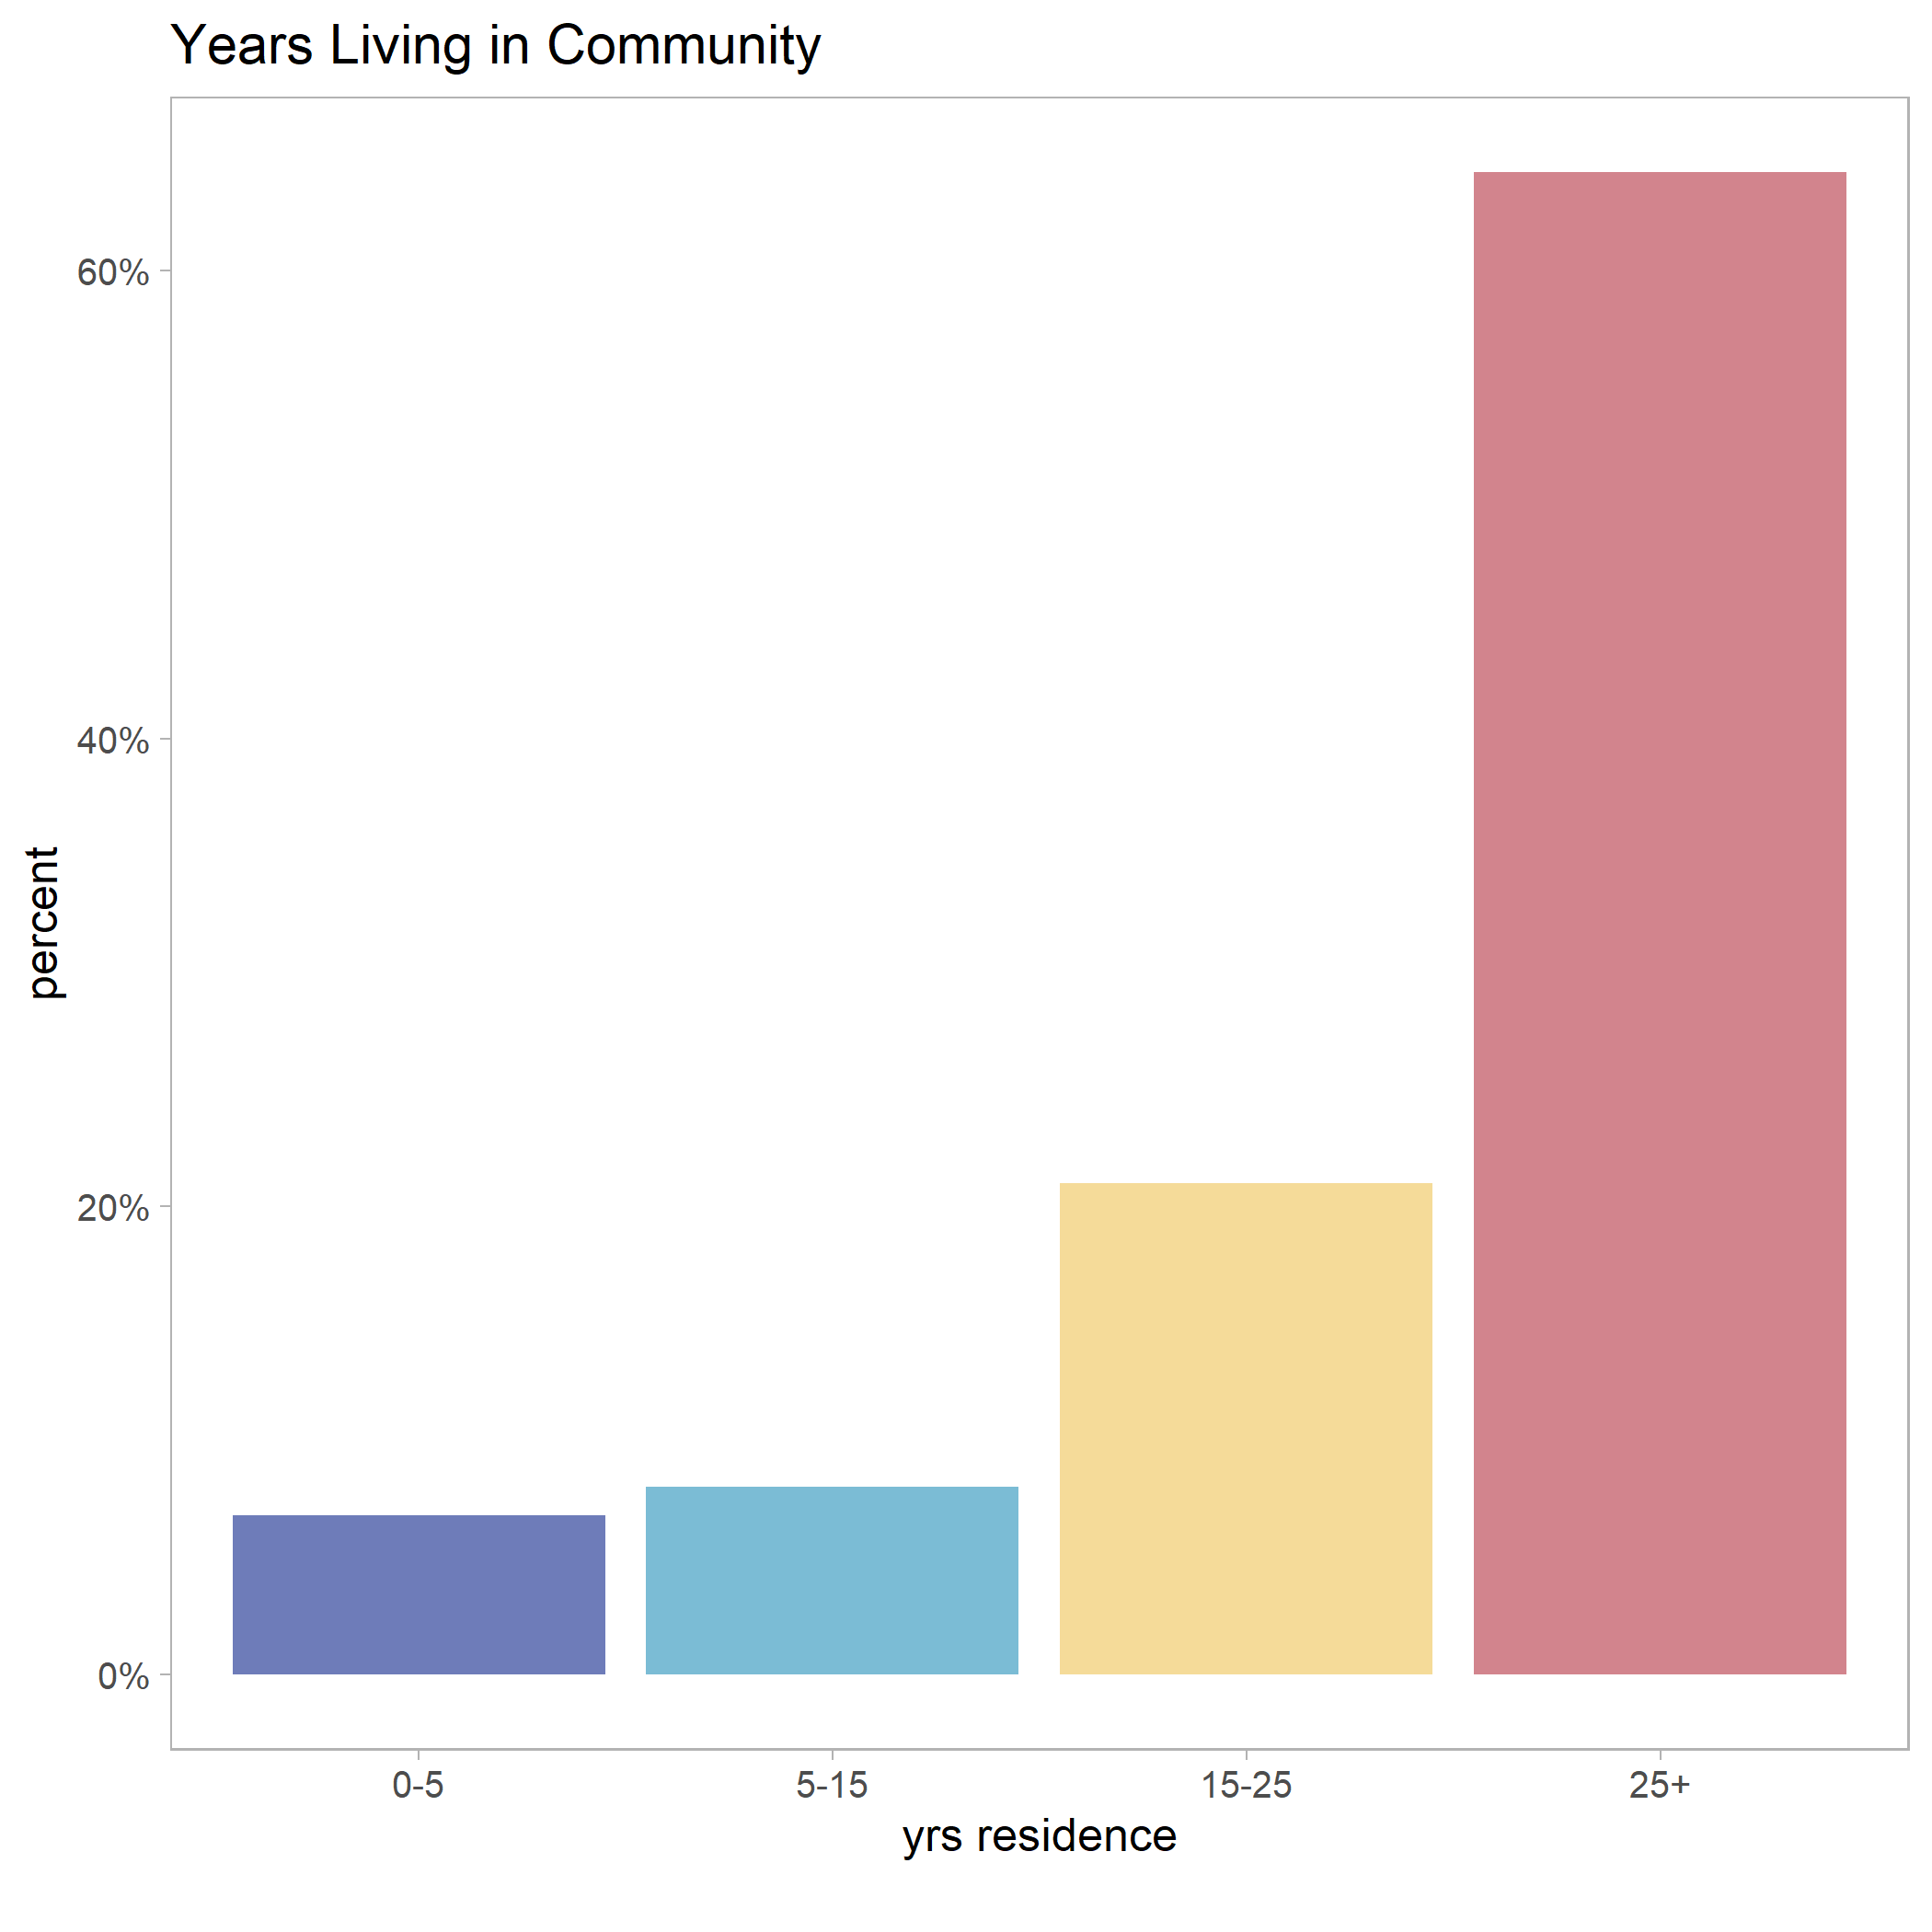 Years Living in Community
60%
40%
20%
0%
percent
0-5 5-15 15-25 25+
yrs residence